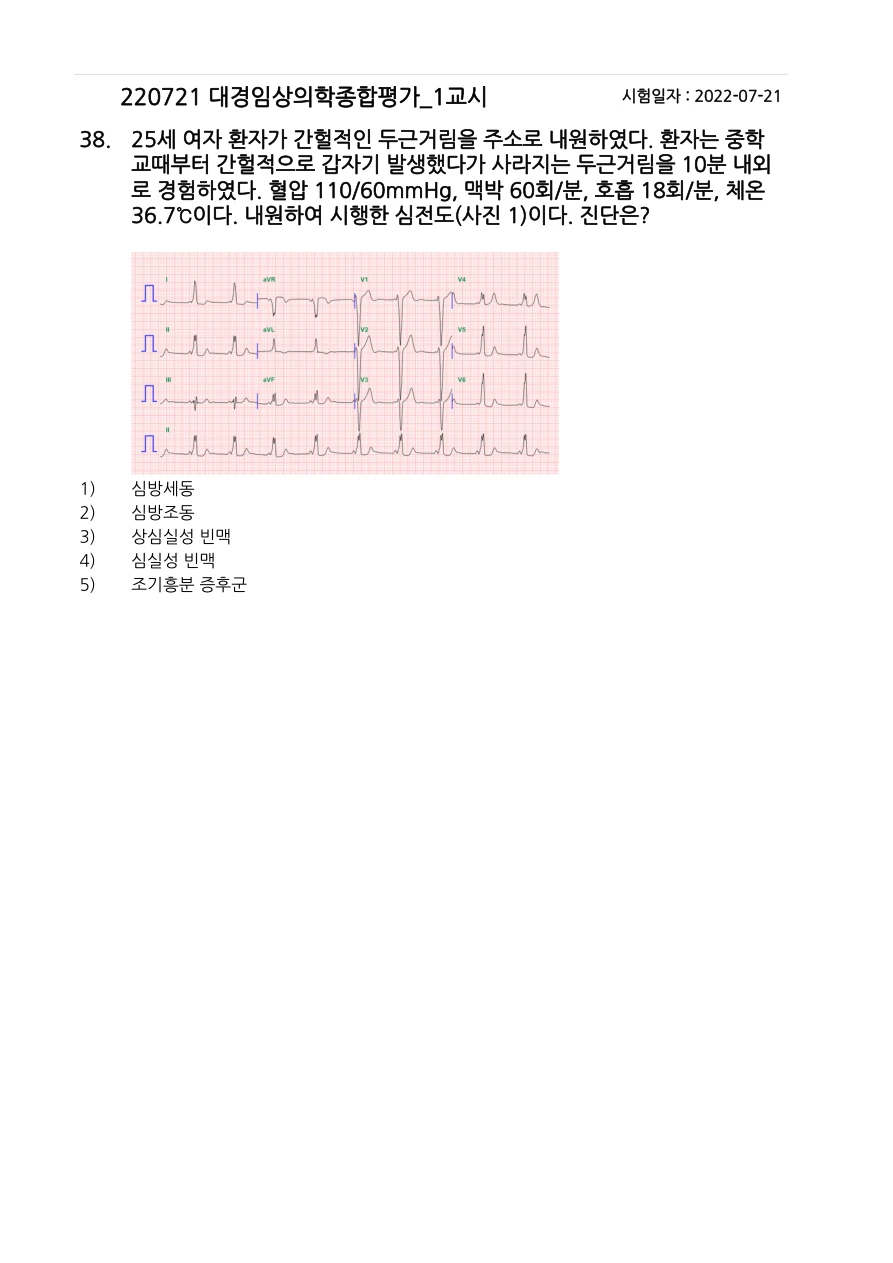 220721 대경임상의학종합평가_1교시
시험일자 : 2022-07-21
38. 25세 여자 환자가 간헐적인 두근거림을 주소로 내원하였다. 환자는 중학
교때부터 간헐적으로 갑자기 발생했다가 사라지는 두근거림을 10분 내외
로 경험하였다. 혈압 110/60mmHg, 맥박 60회/분, 호흡 18회/분, 체온
36.7℃이다. 내원하여 시행한 심전도(사진 1)이다. 진단은?
I aVR V1 V4
II aVL V2 V5
III aVF V3 V6
II
1) 심방세동
2) 심방조동
3) 상심실성 빈맥
4) 심실성 빈맥
5) 조기흥분 증후군